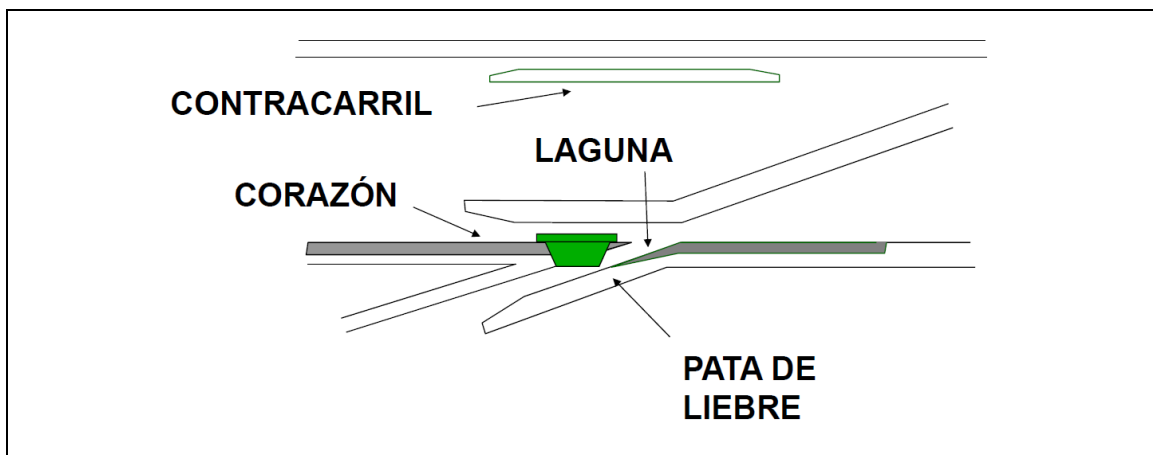 CONTRACARRIL
LAGUNA
CORAZÓN
PATA DE
LIEBRE